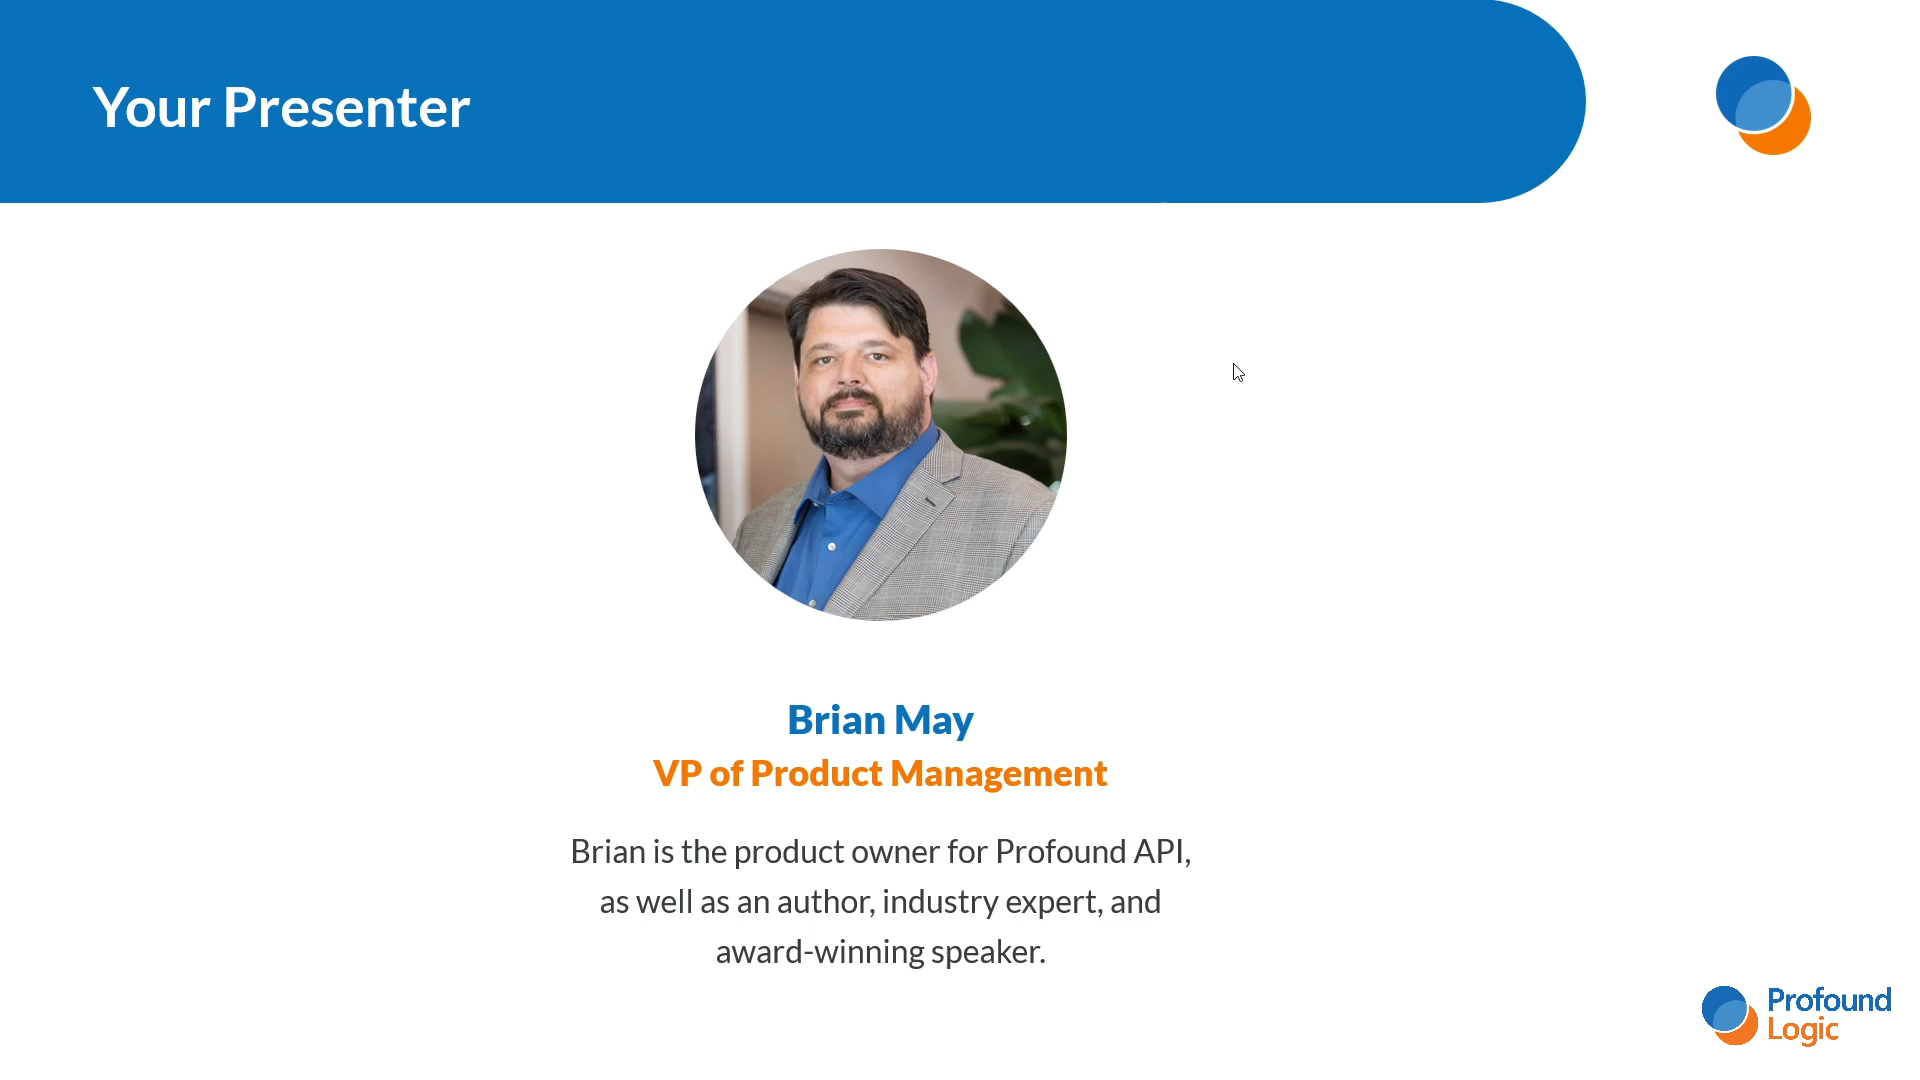 Your Presenter
Brian May
VP of Product Management
Brian is the product owner for Profound API,
as well as an author, industry expert, and
award-winning speaker.
Profound
Logic